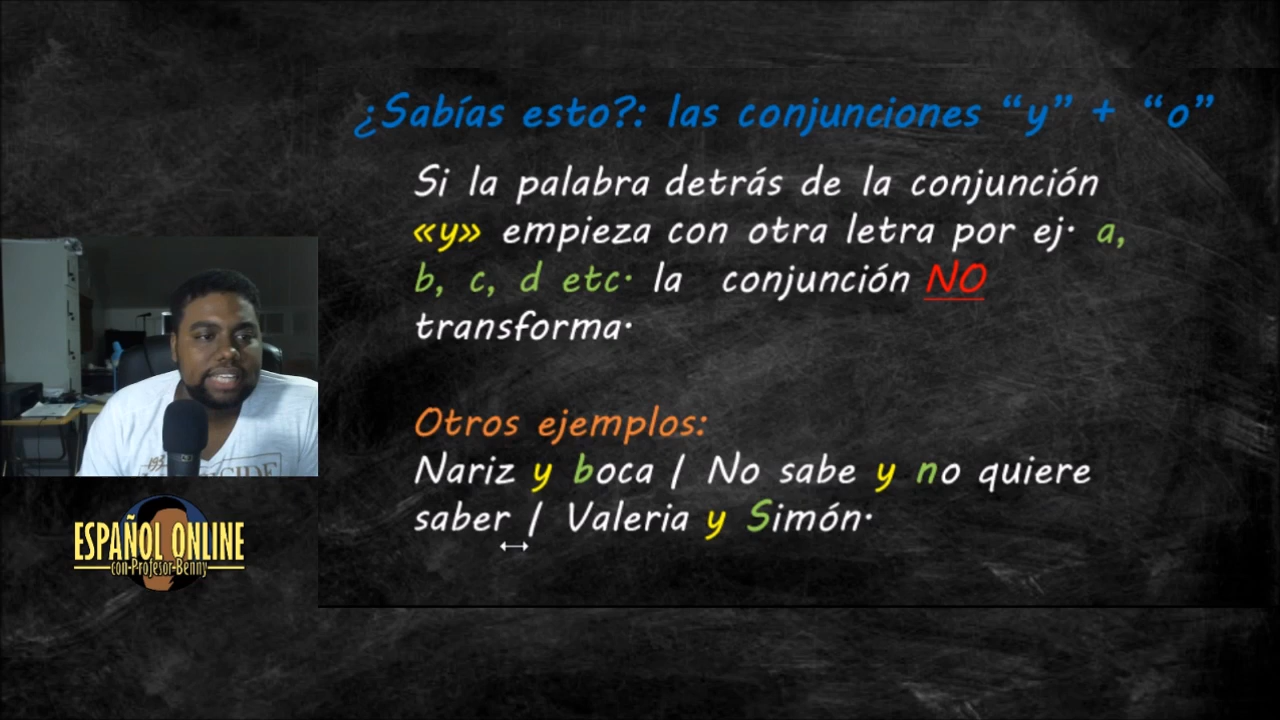 ¿Sabías esto?: las conjunciones “y” + “o”
Si la palabra detrás de la conjunción
«y» empieza con otra letra por ej. a,
b, c, d etc. la conjunción NO
transforma.
Otros ejemplos:
Nariz y boca / No sabe y no quiere
saber / Valeria y Simón.
ESPAÑOL ONLINE
con Profesor Benny